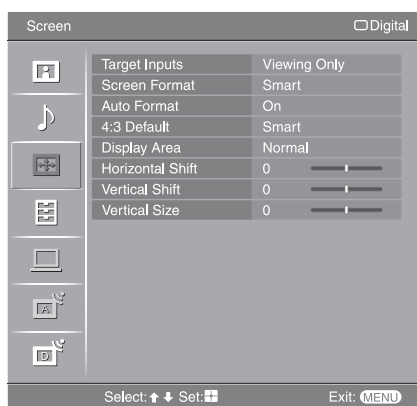 Screen Digital
Target Inputs Viewing Only
Screen Format Smart
Auto Format On
4:3 Default Smart
Display Area Normal
Horizontal Shift 0
Vertical Shift 0
Vertical Size 0
A
D
Select: Set: Exit: MENU